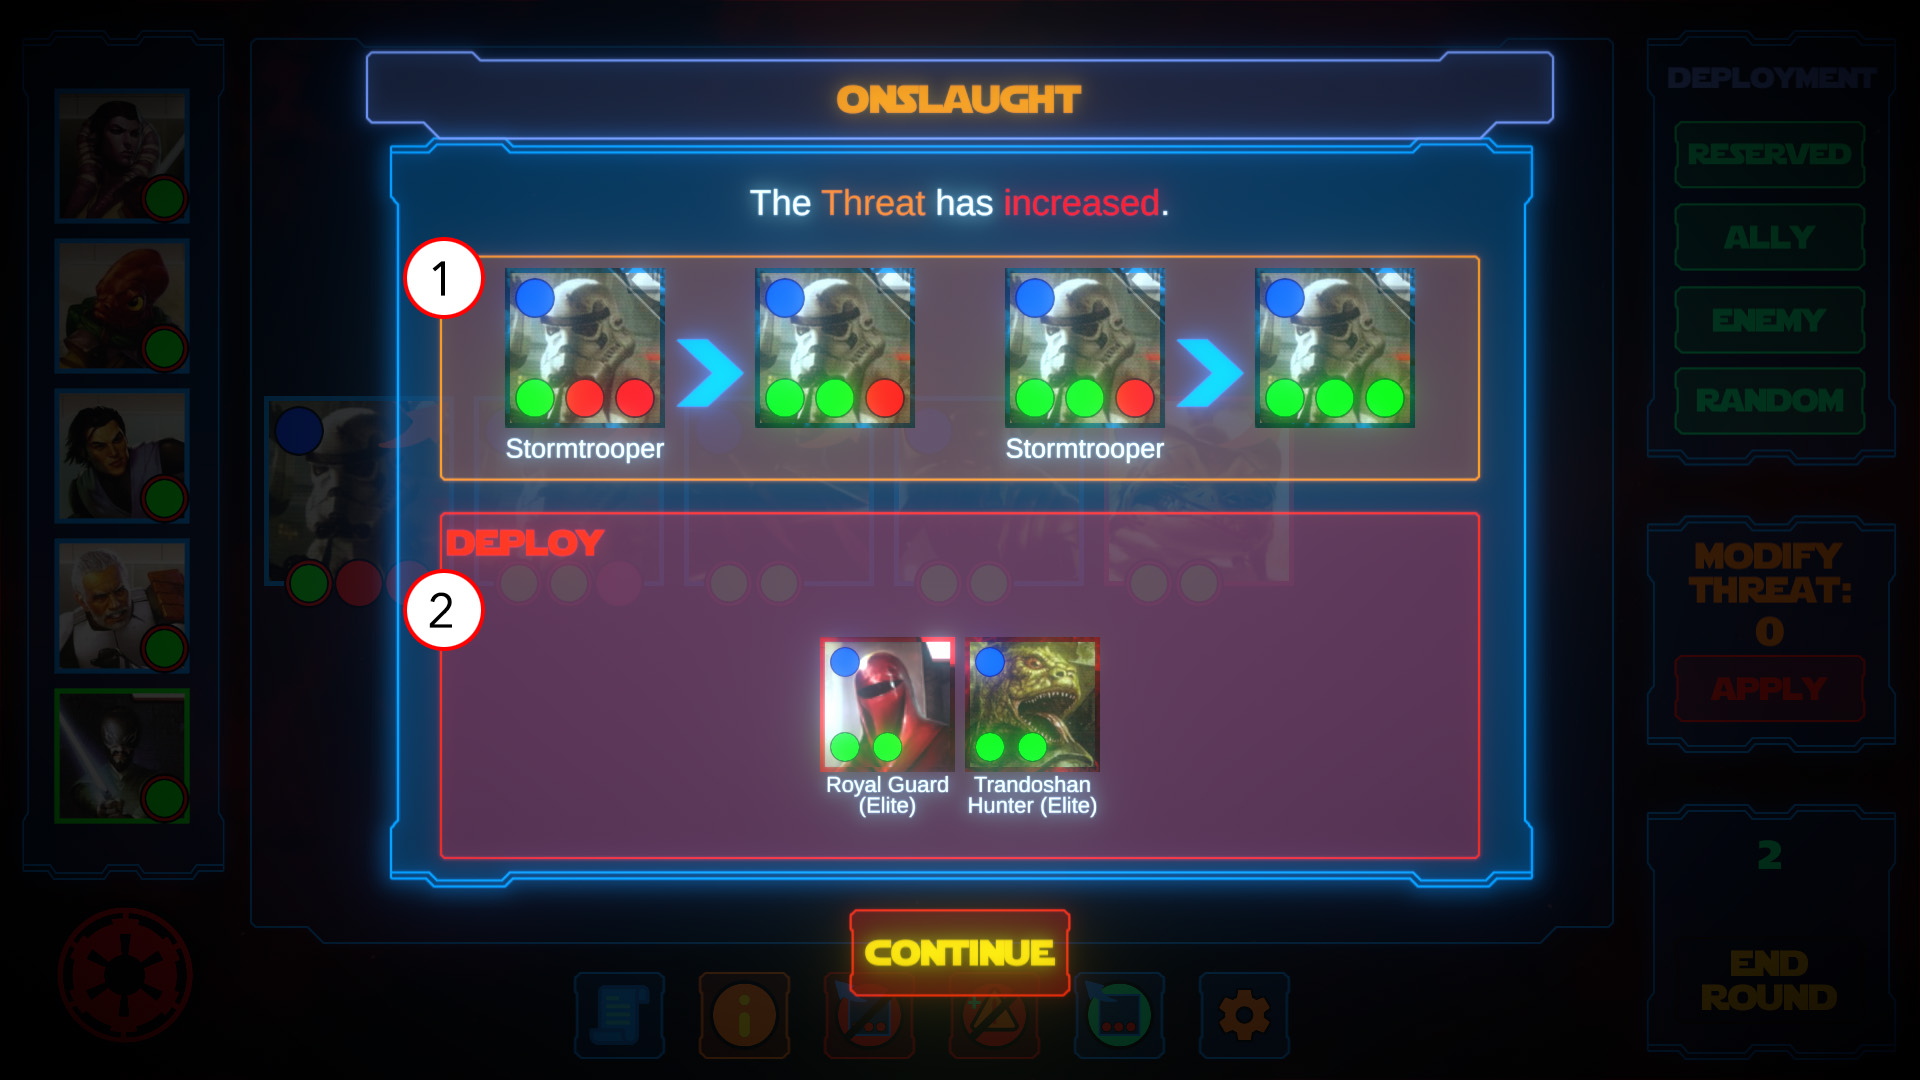 ONSLAUGHT
The Threat has increased.
1
Stormtrooper
Stormtrooper
DEPLOY
2
Royal Guard
(Elite)
Trandoshan
Hunter (Elite)
CONTINUE
DEPLOYMENT
RESERVED
ALLY
ENEMY
RANDOM
MODIFY
THREAT:
0
APPLY
2
END
ROUND